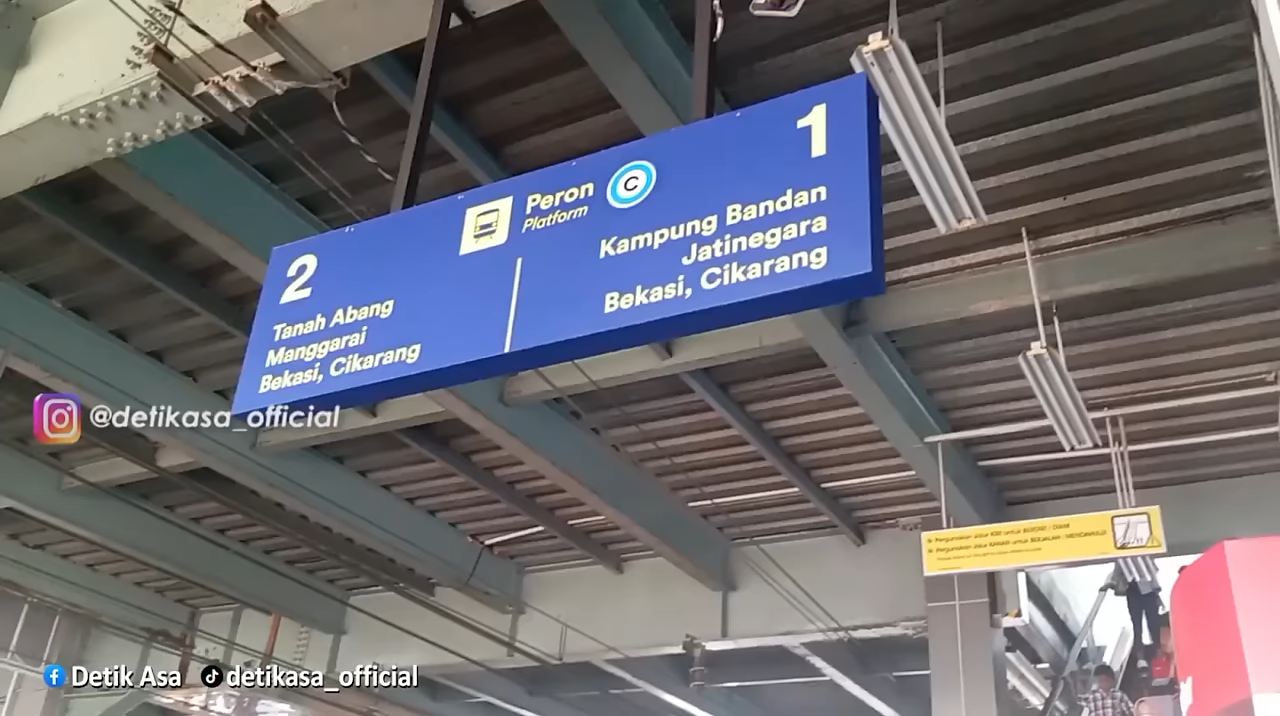 2
Tanah Abang
Manggarai
Bekasi, Cikarang
Peron
Platform
C
1
Kampung Bandan
Jatinegara
Bekasi, Cikarang
@detikasa_official
Detik Asa
detikasa_official